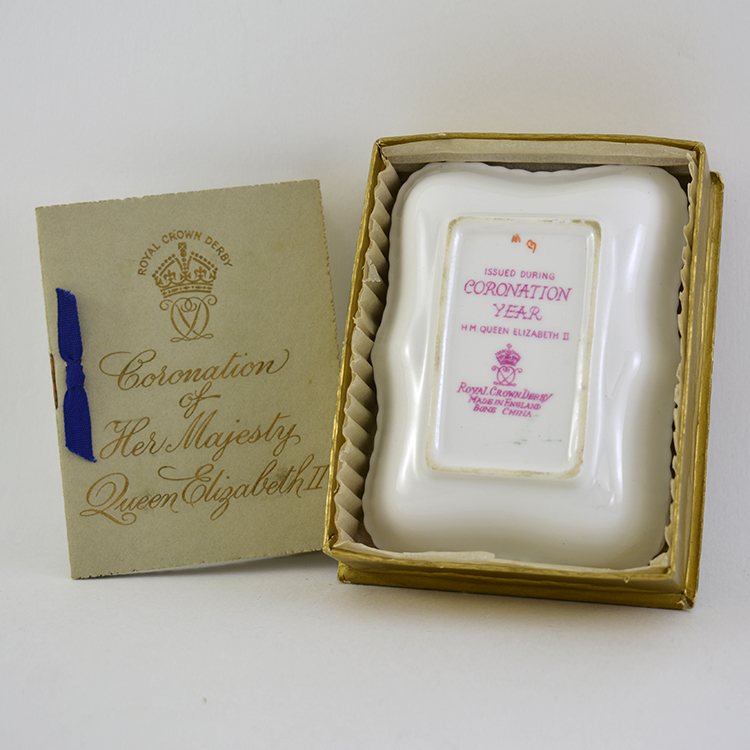 ROYAL CROWN DERBY
Coronation
of
Her Majesty
Queen Elizabeth II
ISSUED DURING
CORONATION
YEAR
H.M. QUEEN ELIZABETH II
ROYAL CROWN DERBY
MADE IN ENGLAND
BONE CHINA